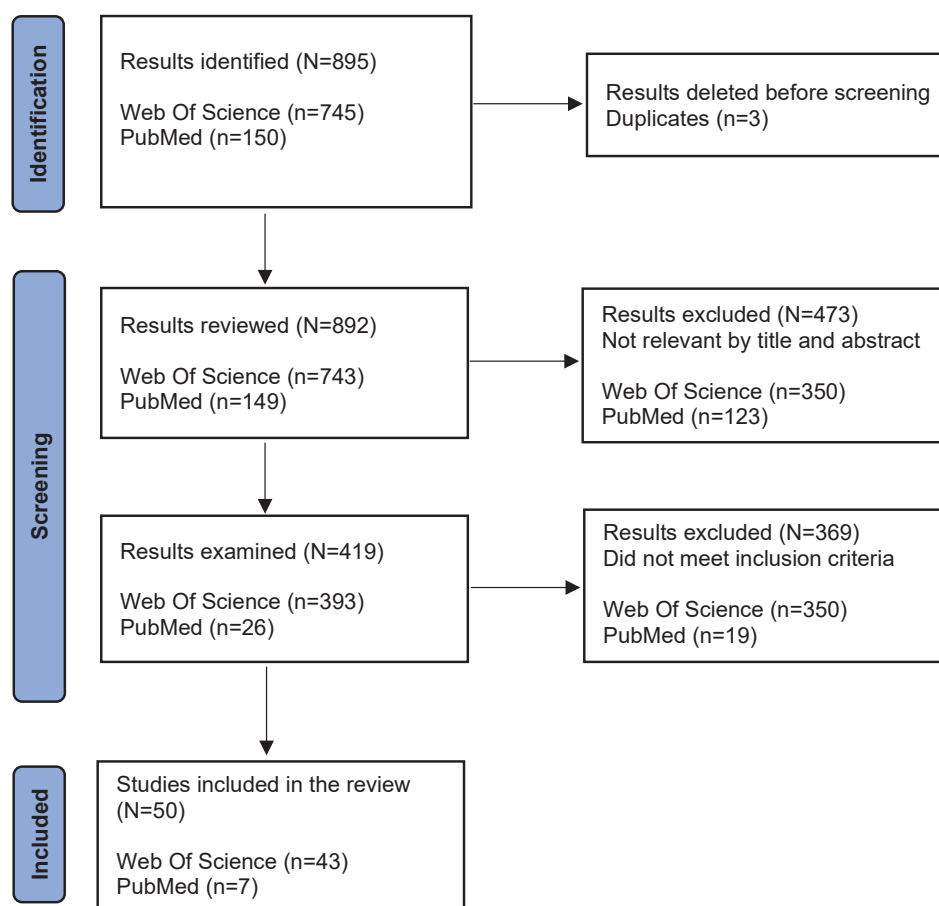 Identification
Results identified (N=895)
Web Of Science (n=745)
PubMed (n=150)
Results deleted before screening
Duplicates (n=3)
Screening
Results reviewed (N=892)
Web Of Science (n=743)
PubMed (n=149)
Results excluded (N=473)
Not relevant by title and abstract
Web Of Science (n=350)
PubMed (n=123)
Results examined (N=419)
Web Of Science (n=393)
PubMed (n=26)
Results excluded (N=369)
Did not meet inclusion criteria
Web Of Science (n=350)
PubMed (n=19)
Included
Studies included in the review
(N=50)
Web Of Science (n=43)
PubMed (n=7)